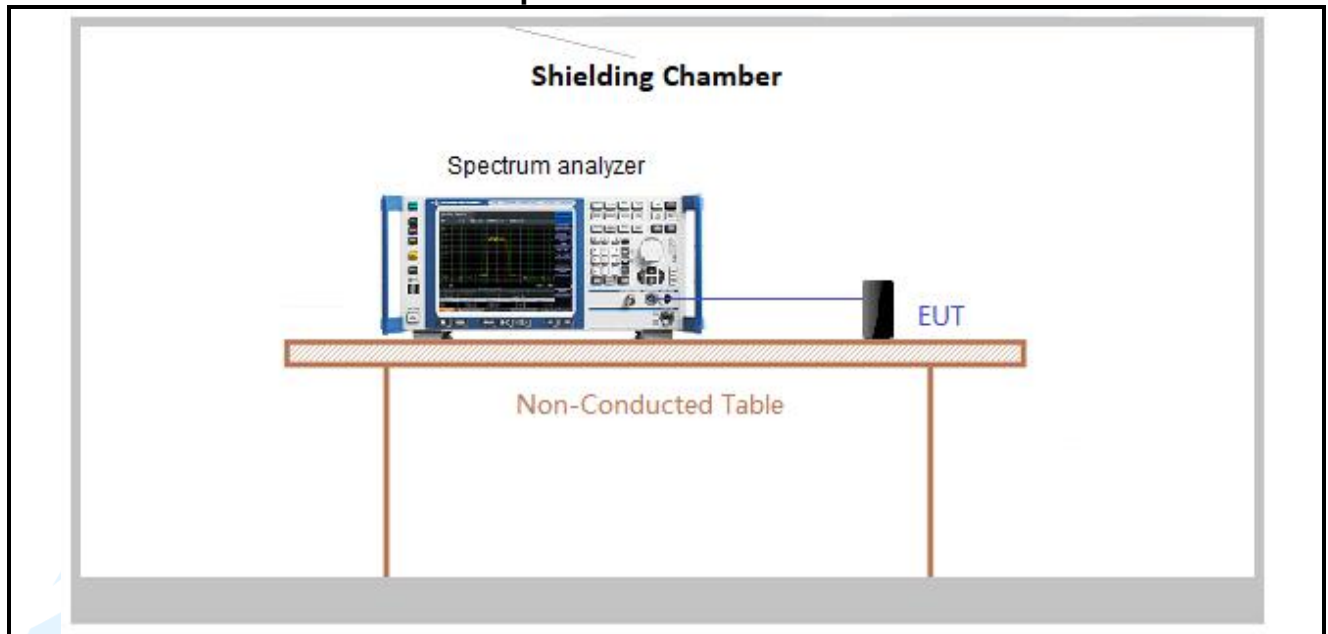 Shielding Chamber
Spectrum analyzer
EUT
Non-Conducted Table